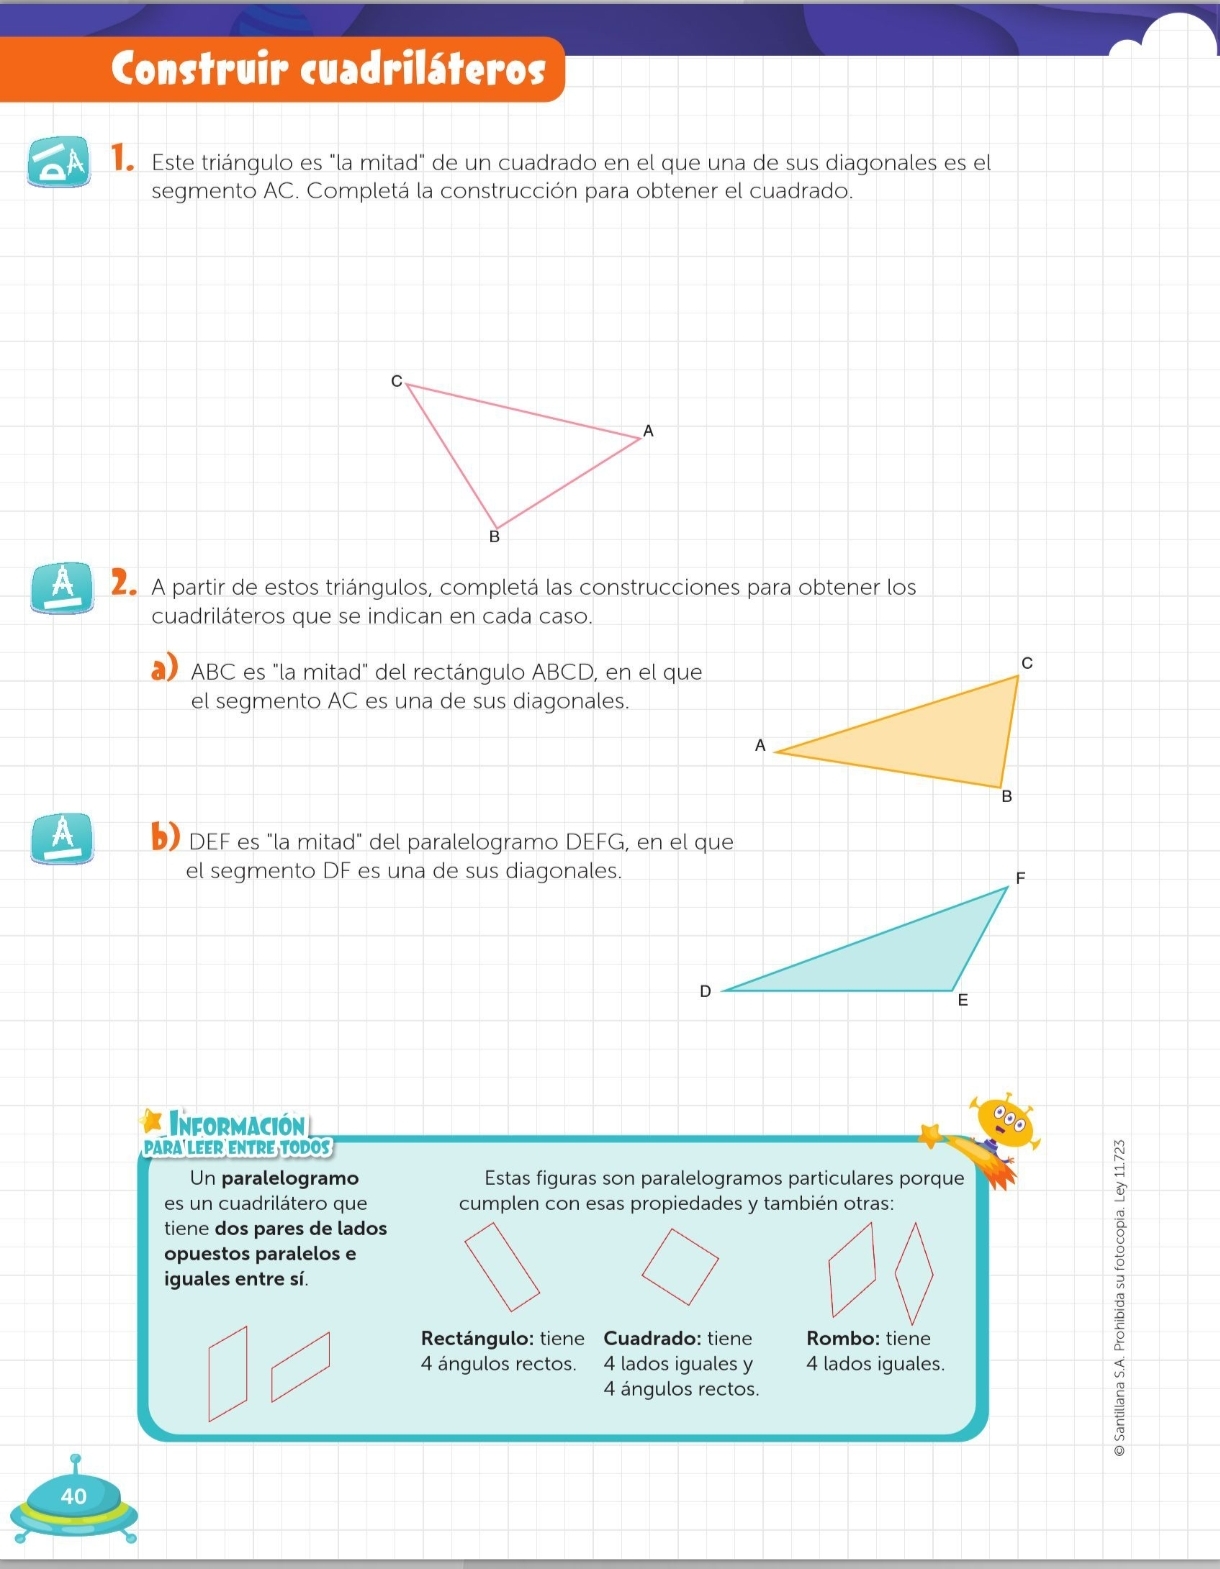 Construir cuadriláteros
1. Este triángulo es "la mitad" de un cuadrado en el que una de sus diagonales es el
segmento AC. Completá la construcción para obtener el cuadrado.
C
A
B
2. A partir de estos triángulos, completá las construcciones para obtener los
cuadriláteros que se indican en cada caso.
a) ABC es "la mitad" del rectángulo ABCD, en el que
el segmento AC es una de sus diagonales.
C
A
B
b) DEF es "la mitad" del paralelogramo DEFG, en el que
el segmento DF es una de sus diagonales.
F
D
E
INFORMACIÓN
PARA LEER ENTRE TODOS
Un paralelogramo
es un cuadrilátero que
tiene dos pares de lados
opuestos paralelos e
iguales entre sí.
Estas figuras son paralelogramos particulares porque
cumplen con esas propiedades y también otras:
Rectángulo: tiene
4 ángulos rectos.
Cuadrado: tiene
4 lados iguales y
4 ángulos rectos.
Rombo: tiene
4 lados iguales.
© Santillana S.A. Prohibida su fotocopia. Ley 11.723
40